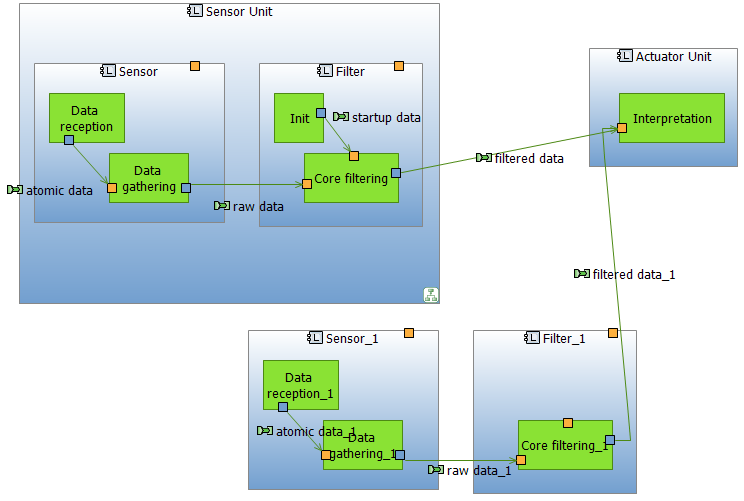 Sensor Unit
Actuator Unit
Sensor
Filter
Data
reception
Init
startup data
Interpretation
filtered data
Data
gathering
Core filtering
atomic data
raw data
filtered data_1
Sensor_1
Filter_1
Data
reception_1
atomic data_1
Data
gathering_1
Core filtering_1
raw data_1